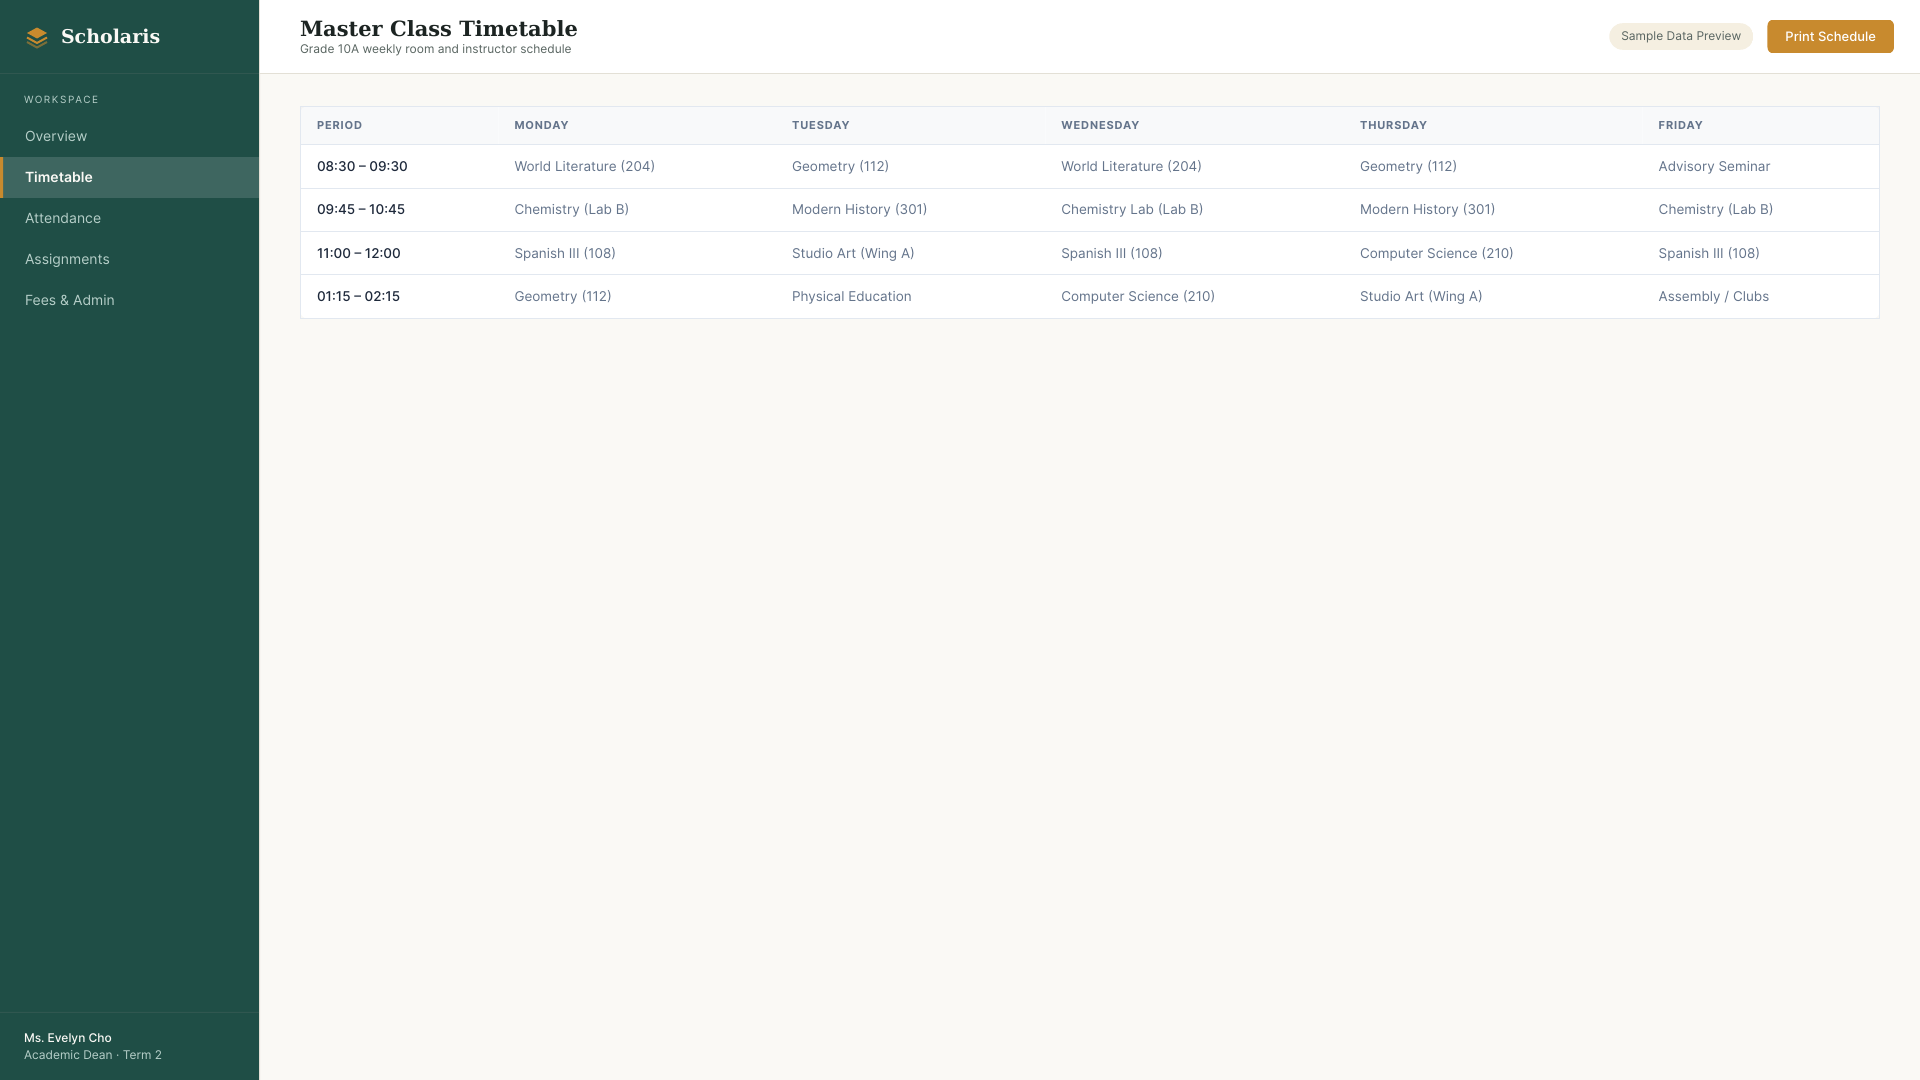 Scholaris
WORKSPACE
Overview
Timetable
Attendance
Assignments
Fees & Admin
Ms. Evelyn Cho
Academic Dean · Term 2
Master Class Timetable
Grade 10A weekly room and instructor schedule
Sample Data Preview
Print Schedule
PERIOD MONDAY TUESDAY WEDNESDAY THURSDAY FRIDAY
08:30 – 09:30 World Literature (204) Geometry (112) World Literature (204) Geometry (112) Advisory Seminar
09:45 – 10:45 Chemistry (Lab B) Modern History (301) Chemistry Lab (Lab B) Modern History (301) Chemistry (Lab B)
11:00 – 12:00 Spanish III (108) Studio Art (Wing A) Spanish III (108) Computer Science (210) Spanish III (108)
01:15 – 02:15 Geometry (112) Physical Education Computer Science (210) Studio Art (Wing A) Assembly / Clubs